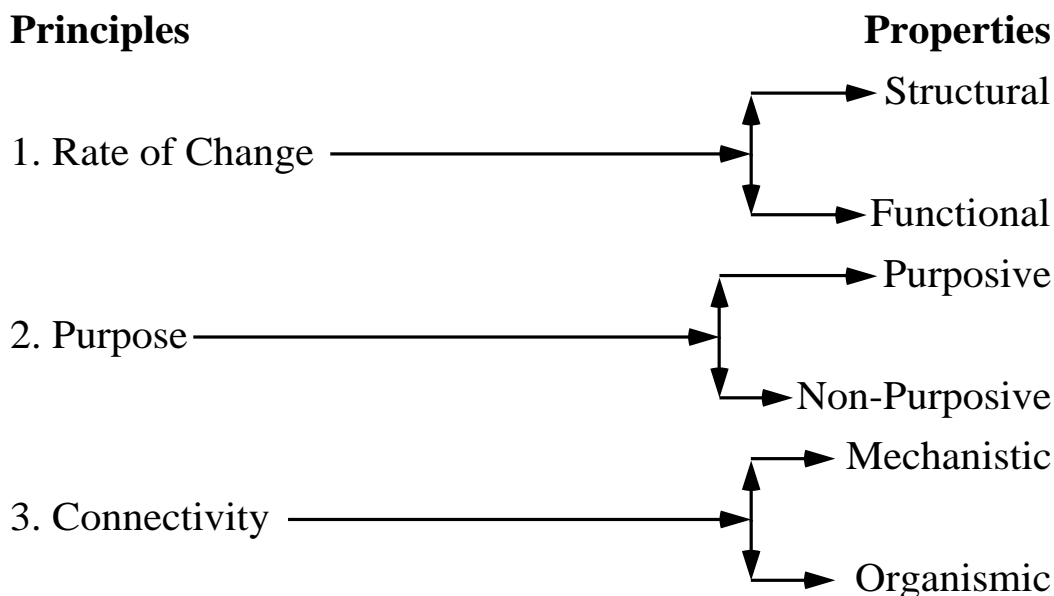 Principles Properties
Structural
1. Rate of Change
Functional
Purposive
2. Purpose
Non-Purposive
Mechanistic
3. Connectivity
Organismic